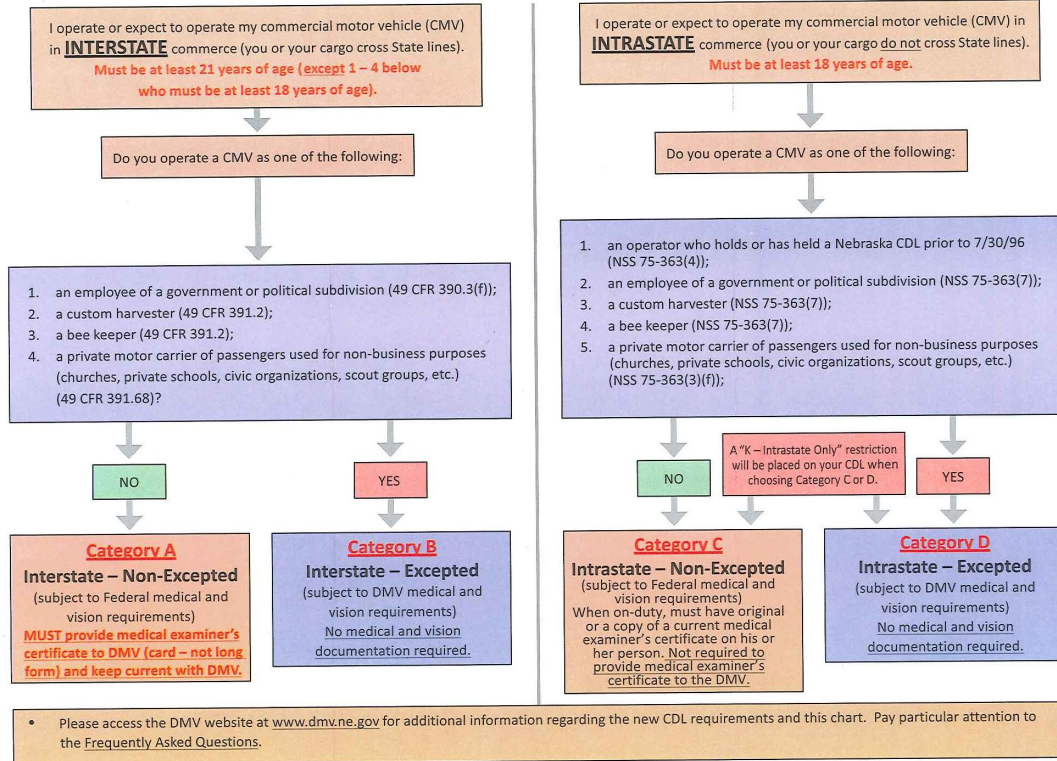 I operate or expect to operate my commercial motor vehicle (CMV)
in INTERSTATE commerce (you or your cargo cross State lines).
Must be at least 21 years of age (except 1 – 4 below
who must be at least 18 years of age).
Do you operate a CMV as one of the following:
1. an employee of a government or political subdivision (49 CFR 390.3(f));
2. a custom harvester (49 CFR 391.2);
3. a bee keeper (49 CFR 391.2);
4. a private motor carrier of passengers used for non-business purposes
(churches, private schools, civic organizations, scout groups, etc.)
(49 CFR 391.68)?
NO
YES
Category A
Interstate – Non-Excepted
(subject to Federal medical and
vision requirements)
MUST provide medical examiner's
certificate to DMV (card – not long
form) and keep current with DMV.
Category B
Interstate – Excepted
(subject to DMV medical and
vision requirements)
No medical and vision
documentation required.
I operate or expect to operate my commercial motor vehicle (CMV) in
INTRASTATE commerce (you or your cargo do not cross State lines).
Must be at least 18 years of age.
Do you operate a CMV as one of the following:
1. an operator who holds or has held a Nebraska CDL prior to 7/30/96
(NSS 75-363(4));
2. an employee of a government or political subdivision (NSS 75-363(7));
3. a custom harvester (NSS 75-363(7));
4. a bee keeper (NSS 75-363(7));
5. a private motor carrier of passengers used for non-business purposes
(churches, private schools, civic organizations, scout groups, etc.)
(NSS 75-363(3)(f));
NO
A "K – Intrastate Only" restriction
will be placed on your CDL when
choosing Category C or D.
YES
Category C
Intrastate – Non-Excepted
(subject to Federal medical and
vision requirements)
When on-duty, must have original
or a copy of a current medical
examiner's certificate on his or
her person. Not required to
provide medical examiner's
certificate to the DMV.
Category D
Intrastate – Excepted
(subject to DMV medical and
vision requirements)
No medical and vision
documentation required.
• Please access the DMV website at www.dmv.ne.gov for additional information regarding the new CDL requirements and this chart. Pay particular attention to
the Frequently Asked Questions.